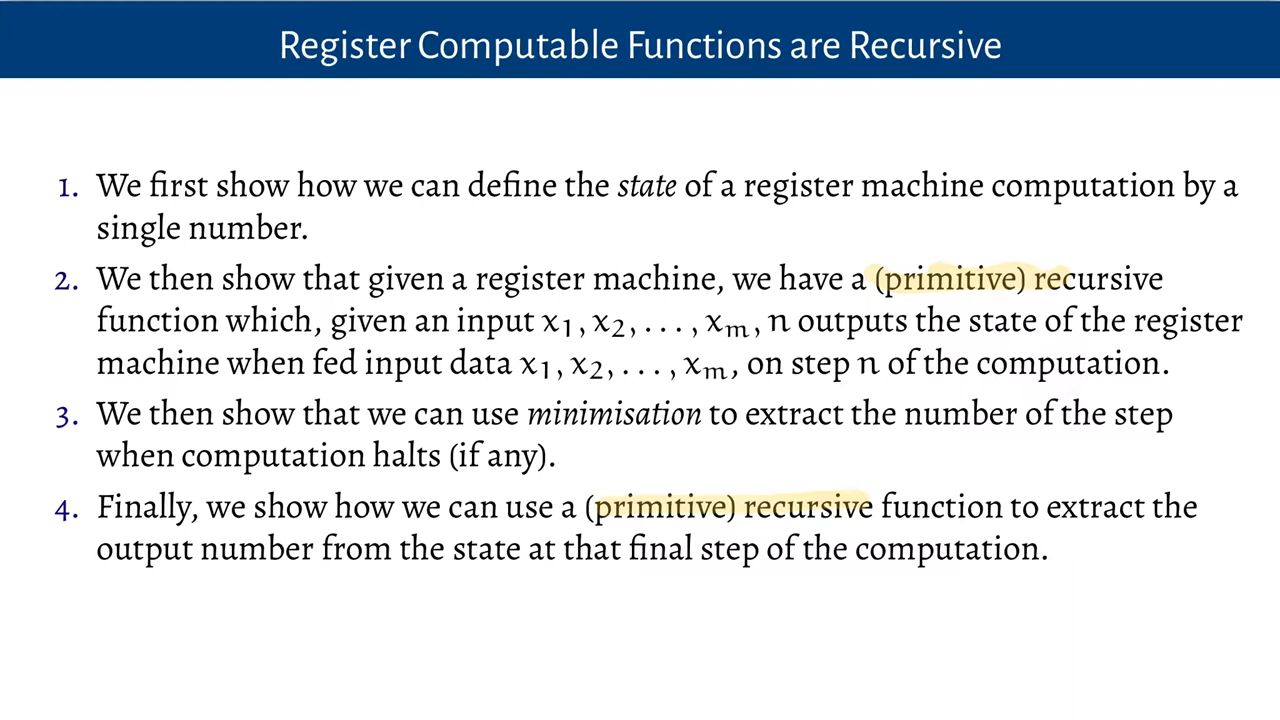 Register Computable Functions are Recursive
1. We first show how we can define the state of a register machine computation by a
single number.
2. We then show that given a register machine, we have a (primitive) recursive
function which, given an input x₁, x₂, . . . , xₘ, n outputs the state of the register
machine when fed input data x₁, x₂, . . . , xₘ, on step n of the computation.
3. We then show that we can use minimisation to extract the number of the step
when computation halts (if any).
4. Finally, we show how we can use a (primitive) recursive function to extract the
output number from the state at that final step of the computation.